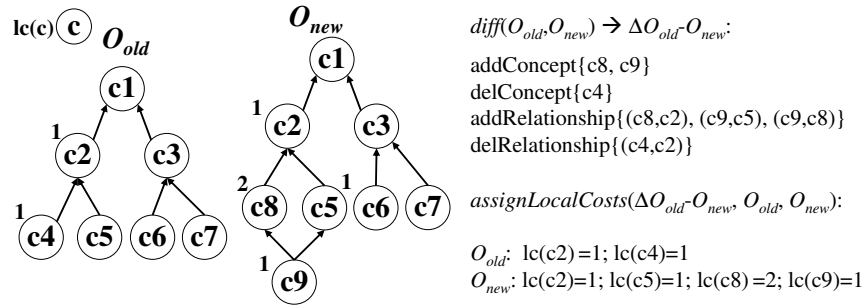 lc(c) c
O_old
c1
1 c2 c3
1 c4 c5 c6 c7
O_new
c1
1 c2 c3
2 c8 c5 1 c6 c7
1 c9
diff(O_old,O_new) → ΔO_old-O_new:
addConcept{c8, c9}
delConcept{c4}
addRelationship{(c8,c2), (c9,c5), (c9,c8)}
delRelationship{(c4,c2)}
assignLocalCosts(ΔO_old-O_new, O_old, O_new):
O_old: lc(c2) =1; lc(c4)=1
O_new: lc(c2)=1; lc(c5)=1; lc(c8) =2; lc(c9)=1